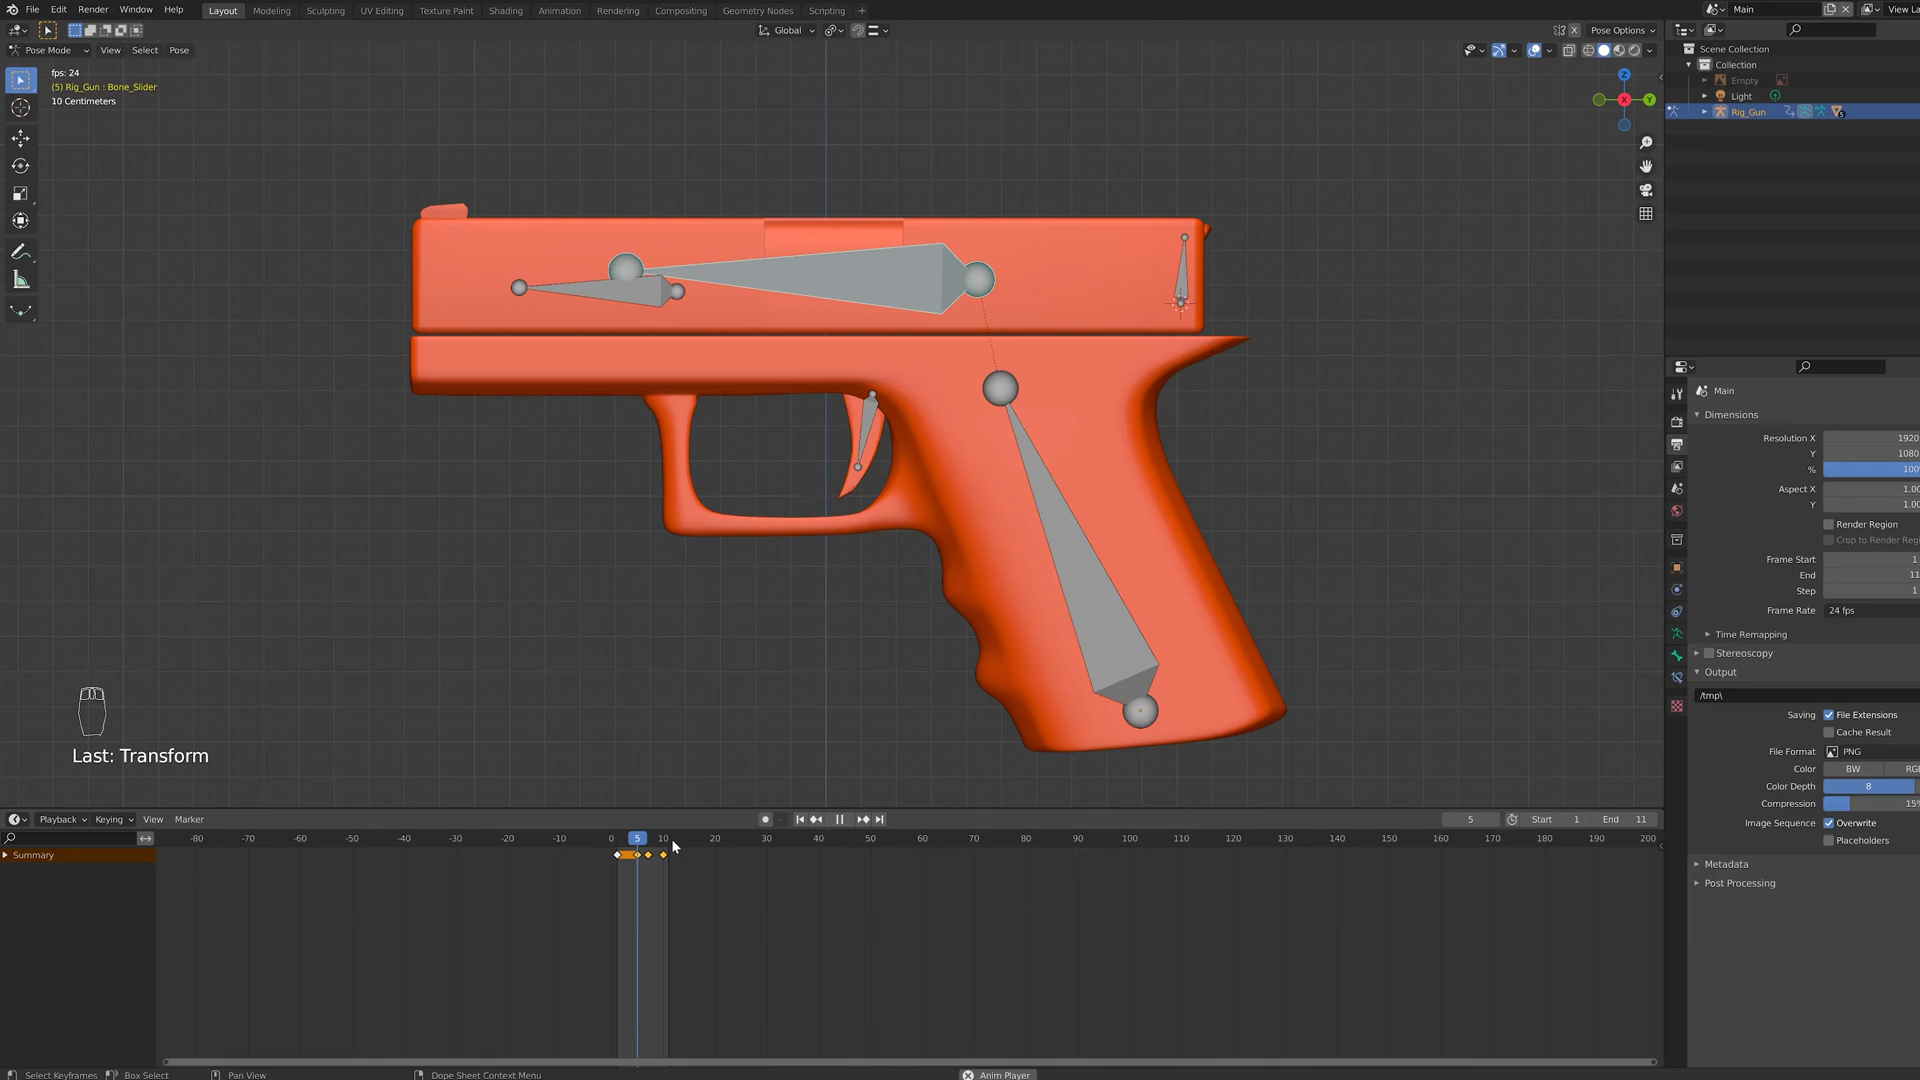 File Edit Render Window Help Layout Modeling Sculpting UV Editing Texture Paint Shading Animation Rendering Compositing Geometry Nodes Scripting + Main View La
Global Pose Options
Pose Mode View Select Pose
fps: 24
(5) Rig_Gun : Bone_Slider
10 Centimeters
Z
Y
X
Scene Collection
Collection
Empty
Light
Rig_Gun 5
Main
Dimensions
Resolution X 1920
Y 1080
% 100
Aspect X 1.00
Y 1.00
Render Region
Crop to Render Regi
Frame Start 1
End 11
Step 1
Frame Rate 24 fps
Time Remapping
Stereoscopy
Output
/tmp\
Saving File Extensions
Cache Result
File Format PNG
Color BW RG
Color Depth 8
Compression 15%
Image Sequence Overwrite
Placeholders
Metadata
Post Processing
Last: Transform
Playback Keying View Marker 5 Start 1 End 11
-80 -70 -60 -50 -40 -30 -20 -10 0 5 10 20 30 40 50 60 70 80 90 100 110 120 130 140 150 160 170 180 190 200
Summary
Select Keyframes Box Select Pan View Dope Sheet Context Menu Anim Player